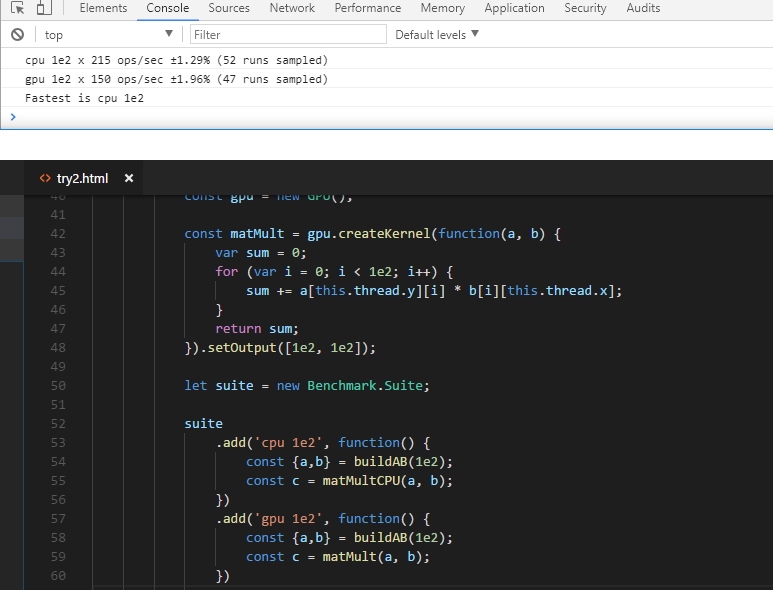 Elements Console Sources Network Performance Memory Application Security Audits
top Filter Default levels
cpu 1e2 x 215 ops/sec ±1.29% (52 runs sampled)
gpu 1e2 x 150 ops/sec ±1.96% (47 runs sampled)
Fastest is cpu 1e2
>
<> try2.html ×
40 const gpu = new GPU();
41
42 const matMult = gpu.createKernel(function(a, b) {
43 var sum = 0;
44 for (var i = 0; i < 1e2; i++) {
45 sum += a[this.thread.y][i] * b[i][this.thread.x];
46 }
47 return sum;
48 }).setOutput([1e2, 1e2]);
49
50 let suite = new Benchmark.Suite;
51
52 suite
53 .add('cpu 1e2', function() {
54 const {a,b} = buildAB(1e2);
55 const c = matMultCPU(a, b);
56 })
57 .add('gpu 1e2', function() {
58 const {a,b} = buildAB(1e2);
59 const c = matMult(a, b);
60 })